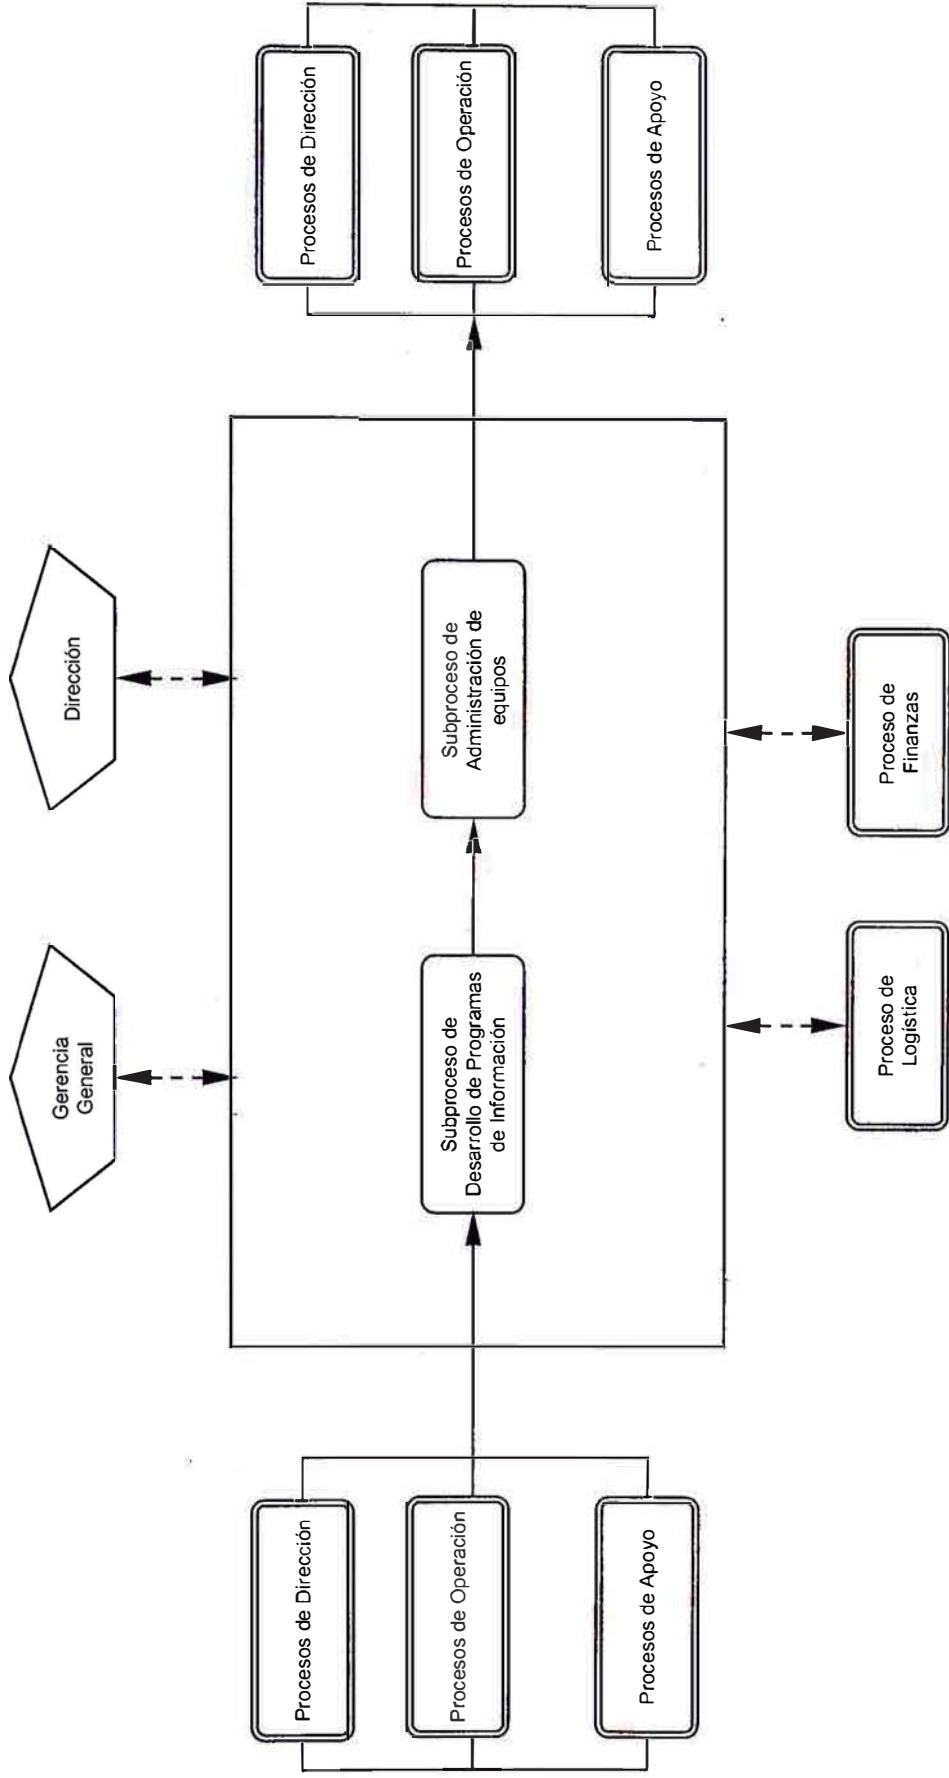 Gerencia
General
Dirección
Procesos de Dirección
Procesos de Operación
Procesos de Apoyo
Subproceso de
Desarrollo de Programas
de Información
Subproceso de
Administración de
equipos
Procesos de Dirección
Procesos de Operación
Procesos de Apoyo
Proceso de
Logística
Proceso de
Finanzas